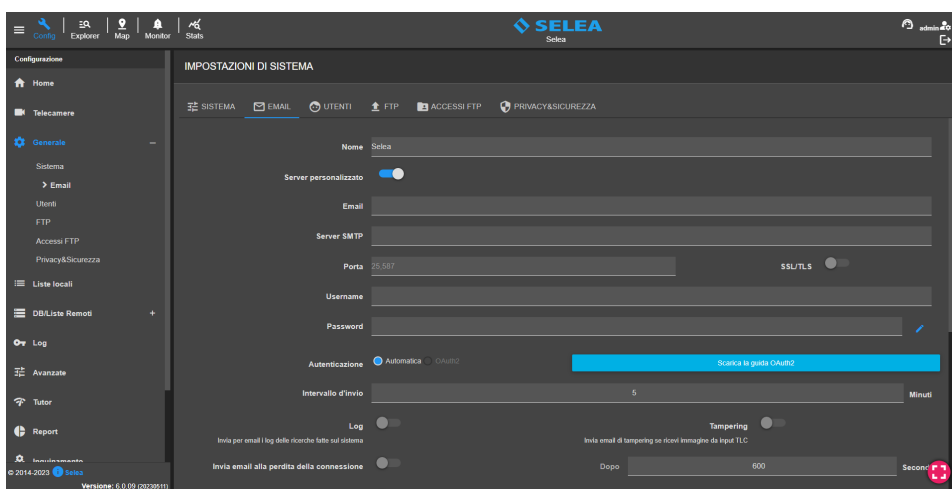 Config
Explorer
Map
Monitor
Stats
SELEA
Selea
admin
Configurazione
Home
Telecamere
Generale
Sistema
Email
Utenti
FTP
Accessi FTP
Privacy&Sicurezza
Liste locali
DB/Liste Remoti
Log
Avanzate
Tutor
Report
Inquinamento
© 2014-2023 Selea
Versione: 6.0.09 (20230511)
IMPOSTAZIONI DI SISTEMA
SISTEMA EMAIL UTENTI FTP ACCESSI FTP PRIVACY&SICUREZZA
Nome Selea
Server personalizzato
Email
Server SMTP
Porta 25,587 SSL/TLS
Username
Password
Autenticazione Automatica OAuth2 Scarica la guida OAuth2
Intervallo d'invio 5 Minuti
Log Tampering
Invia per email i log delle ricerche fatte sul sistema Invia email di tampering se ricevi immagine da input TLC
Invia email alla perdita della connessione Dopo 600 Second